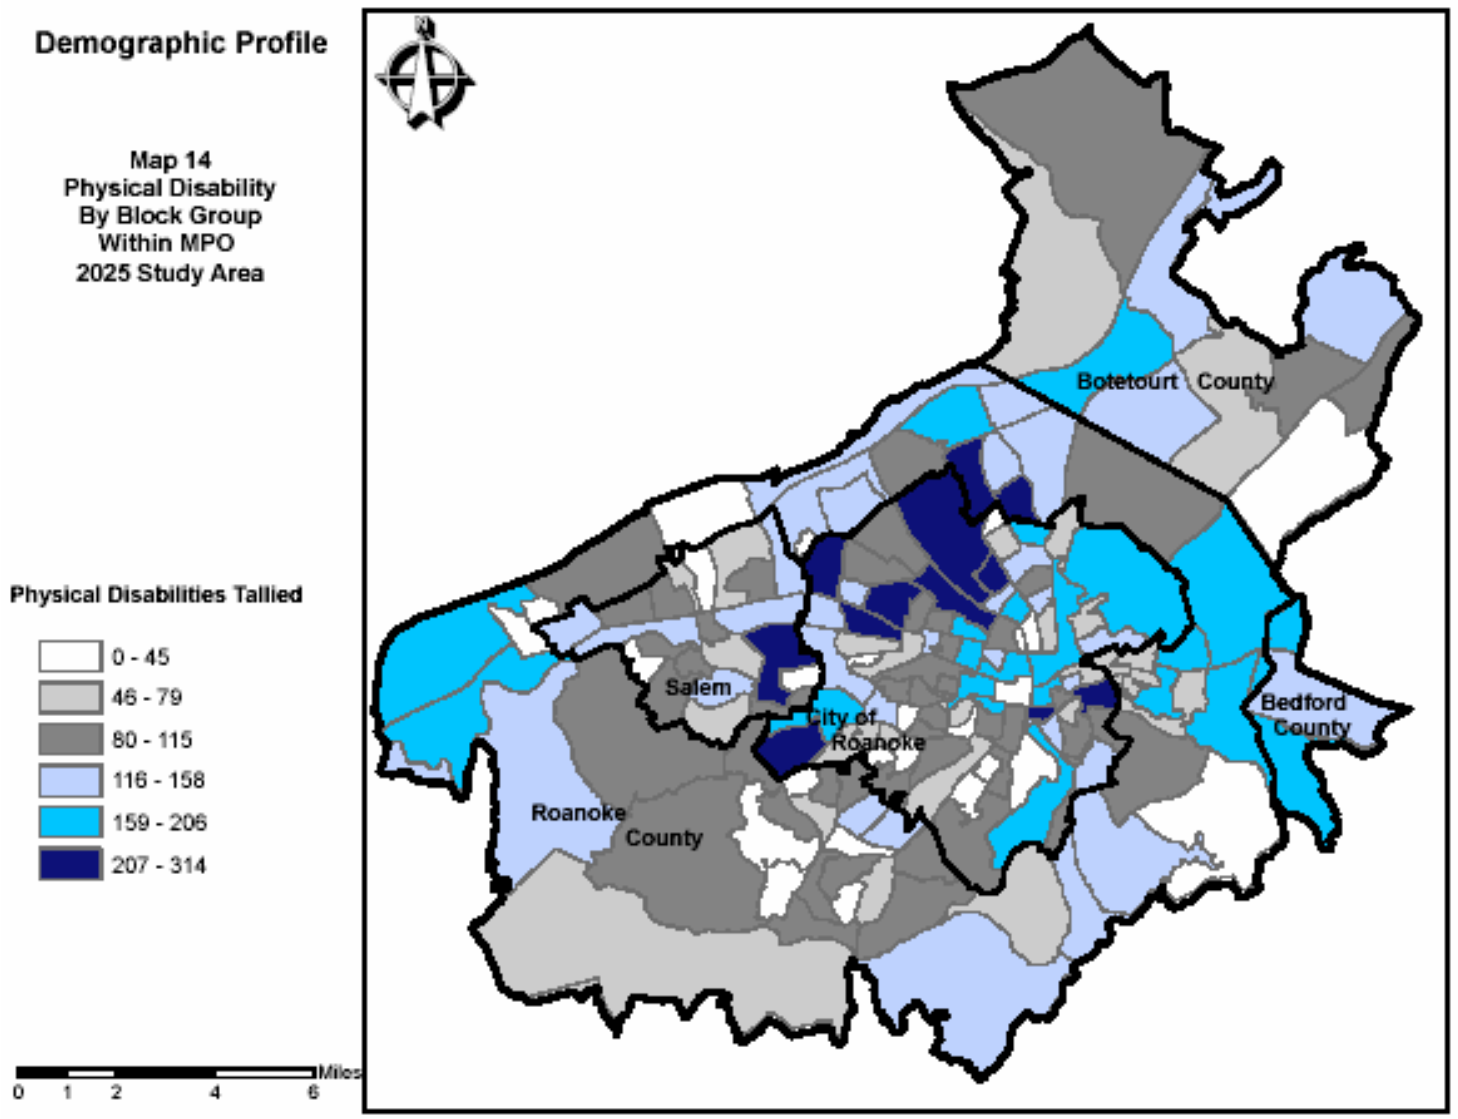 Demographic Profile
Map 14
Physical Disability
By Block Group
Within MPO
2025 Study Area
Physical Disabilities Tallied
0 - 45
46 - 79
80 - 115
116 - 158
159 - 206
207 - 314
Miles
0 1 2 4 6
N
Botetourt County
Salem
City of
Roanoke
Bedford
County
Roanoke
County